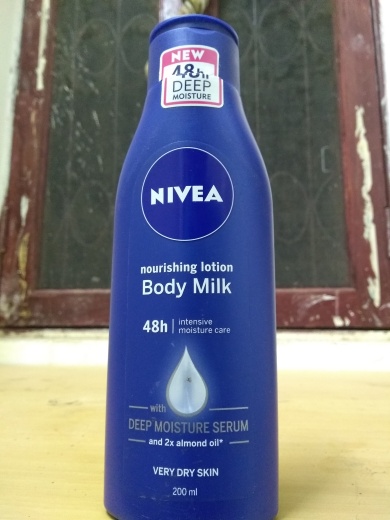 NEW
48h
DEEP
MOISTURE
NIVEA
nourishing lotion
Body Milk
48h | intensive
moisture care
with
DEEP MOISTURE SERUM
and 2x almond oil*
VERY DRY SKIN
200 ml